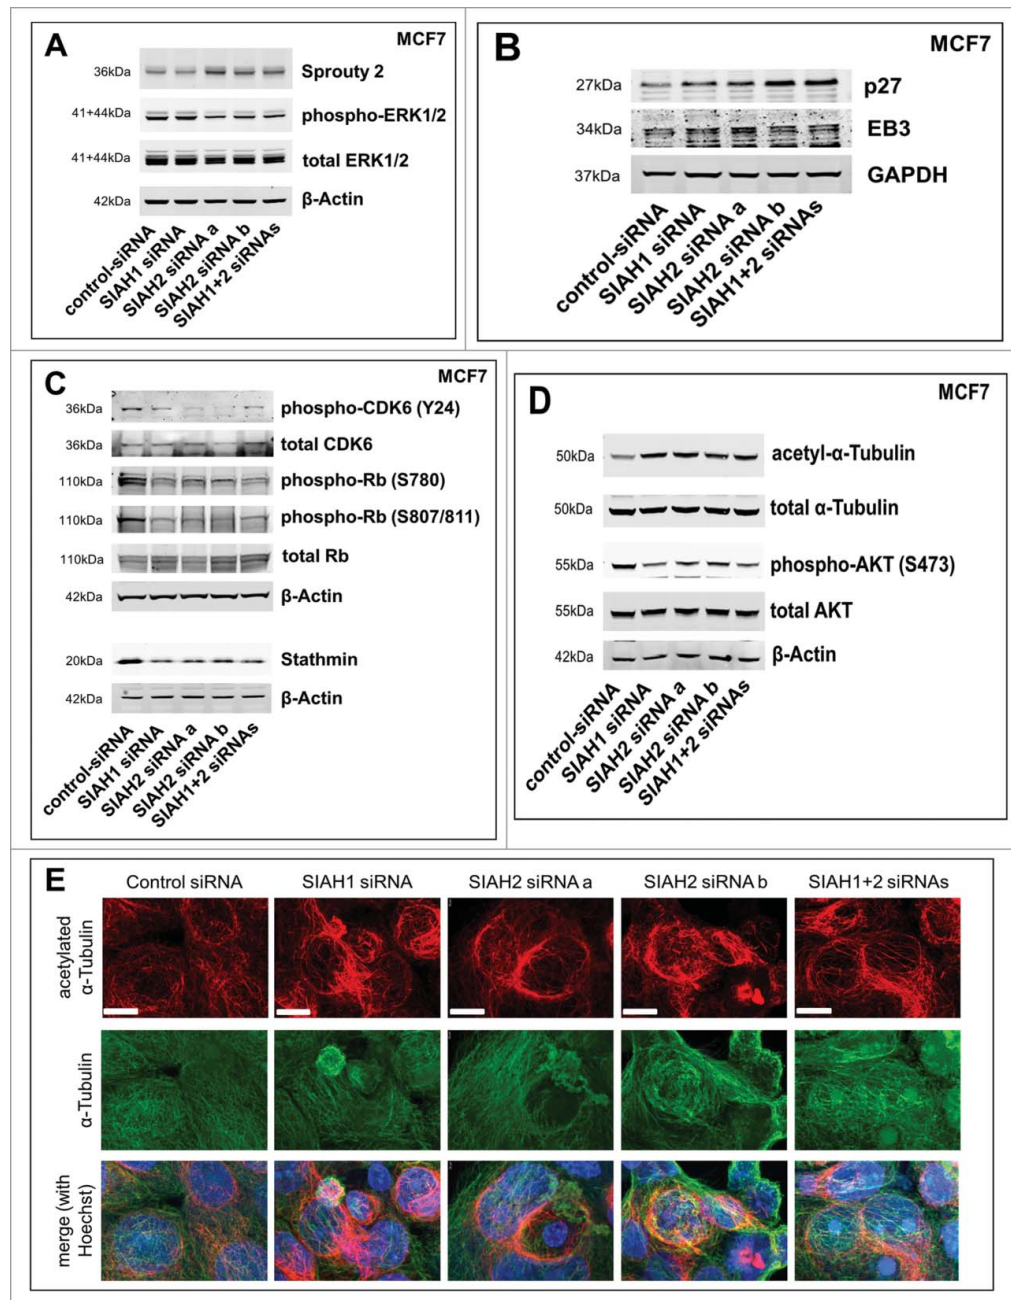 A
MCF7
36kDa
Sprouty 2
41+44kDa
phospho-ERK1/2
41+44kDa
total ERK1/2
42kDa
β-Actin
control-siRNA
SIAH1 siRNA
SIAH2 siRNA a
SIAH2 siRNA b
SIAH1+2 siRNAs
B
MCF7
27kDa
p27
34kDa
EB3
37kDa
GAPDH
control-siRNA
SIAH1 siRNA
SIAH2 siRNA a
SIAH2 siRNA b
SIAH1+2 siRNAs
C
MCF7
36kDa
phospho-CDK6 (Y24)
36kDa
total CDK6
110kDa
phospho-Rb (S780)
110kDa
phospho-Rb (S807/811)
110kDa
total Rb
42kDa
β-Actin
20kDa
Stathmin
42kDa
β-Actin
control-siRNA
SIAH1 siRNA
SIAH2 siRNA a
SIAH2 siRNA b
SIAH1+2 siRNAs
D
MCF7
50kDa
acetyl-α-Tubulin
50kDa
total α-Tubulin
55kDa
phospho-AKT (S473)
55kDa
total AKT
42kDa
β-Actin
control-siRNA
SIAH1 siRNA
SIAH2 siRNA a
SIAH2 siRNA b
SIAH1+2 siRNAs
E
Control siRNA
SIAH1 siRNA
SIAH2 siRNA a
SIAH2 siRNA b
SIAH1+2 siRNAs
acetylated
α-Tubulin
α-Tubulin
merge (with
Hoechst)